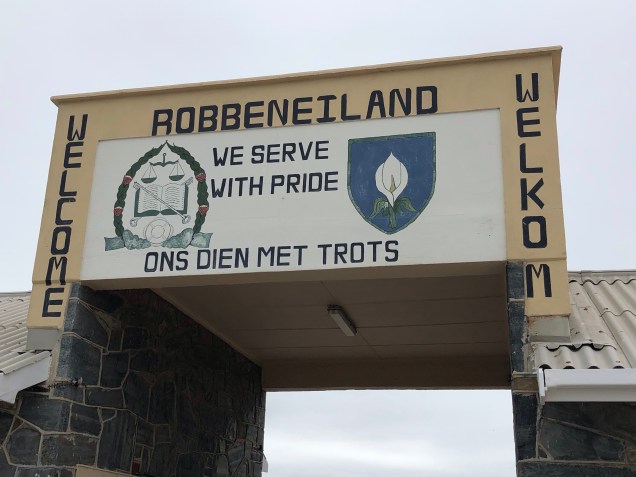 ROBBENEILAND
WELCOME
WE SERVE
WITH PRIDE
ONS DIEN MET TROTS
WELKOM